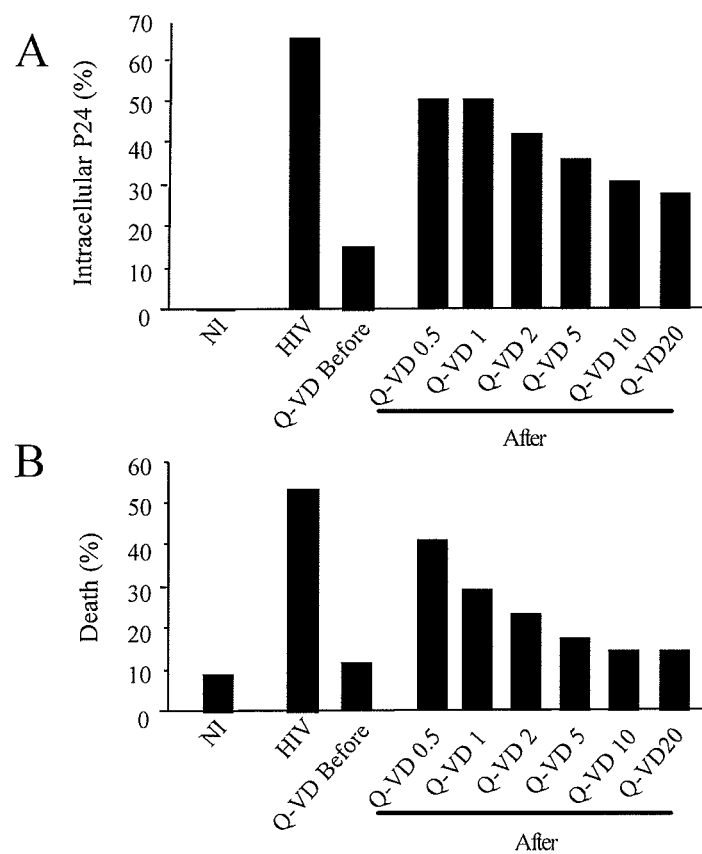 A
Intracellular P24 (%)
70
60
50
40
30
20
10
0
NI
HIV
Q-VD Before
Q-VD 0.5
Q-VD 1
Q-VD 2
Q-VD 5
Q-VD 10
Q-VD20
After
B
Death (%)
60
50
40
30
20
10
0
NI
HIV
Q-VD Before
Q-VD 0.5
Q-VD 1
Q-VD 2
Q-VD 5
Q-VD 10
Q-VD20
After